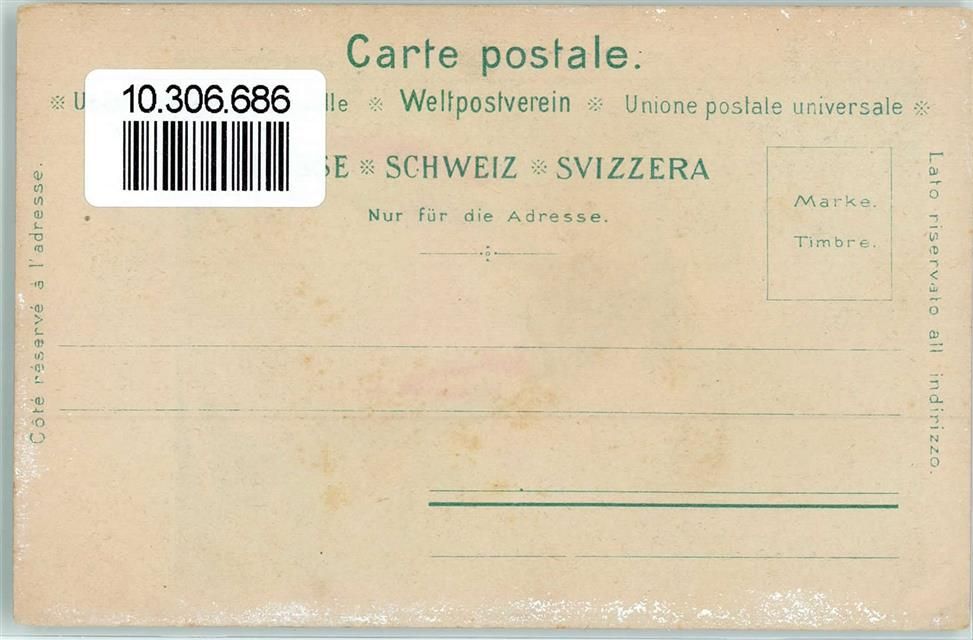 Carte postale.
10.306.686
※ U lle ※ Weltpostverein ※ Unione postale universale ※
SE ※ SCHWEIZ ※ SVIZZERA
Nur für die Adresse.
Marke.
Timbre.
Côté réservé à l'adresse.
Lato riservato all indirizzo.